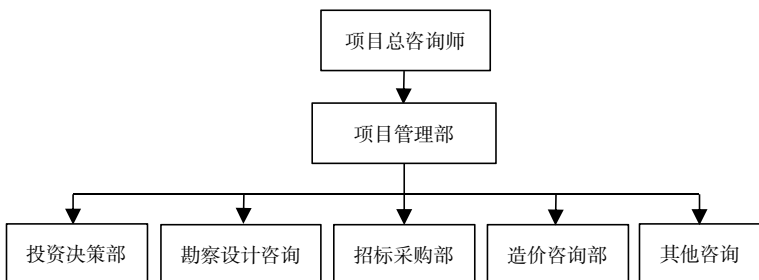 项目总咨询师
项目管理部
投资决策部
勘察设计咨询
招标采购部
造价咨询部
其他咨询